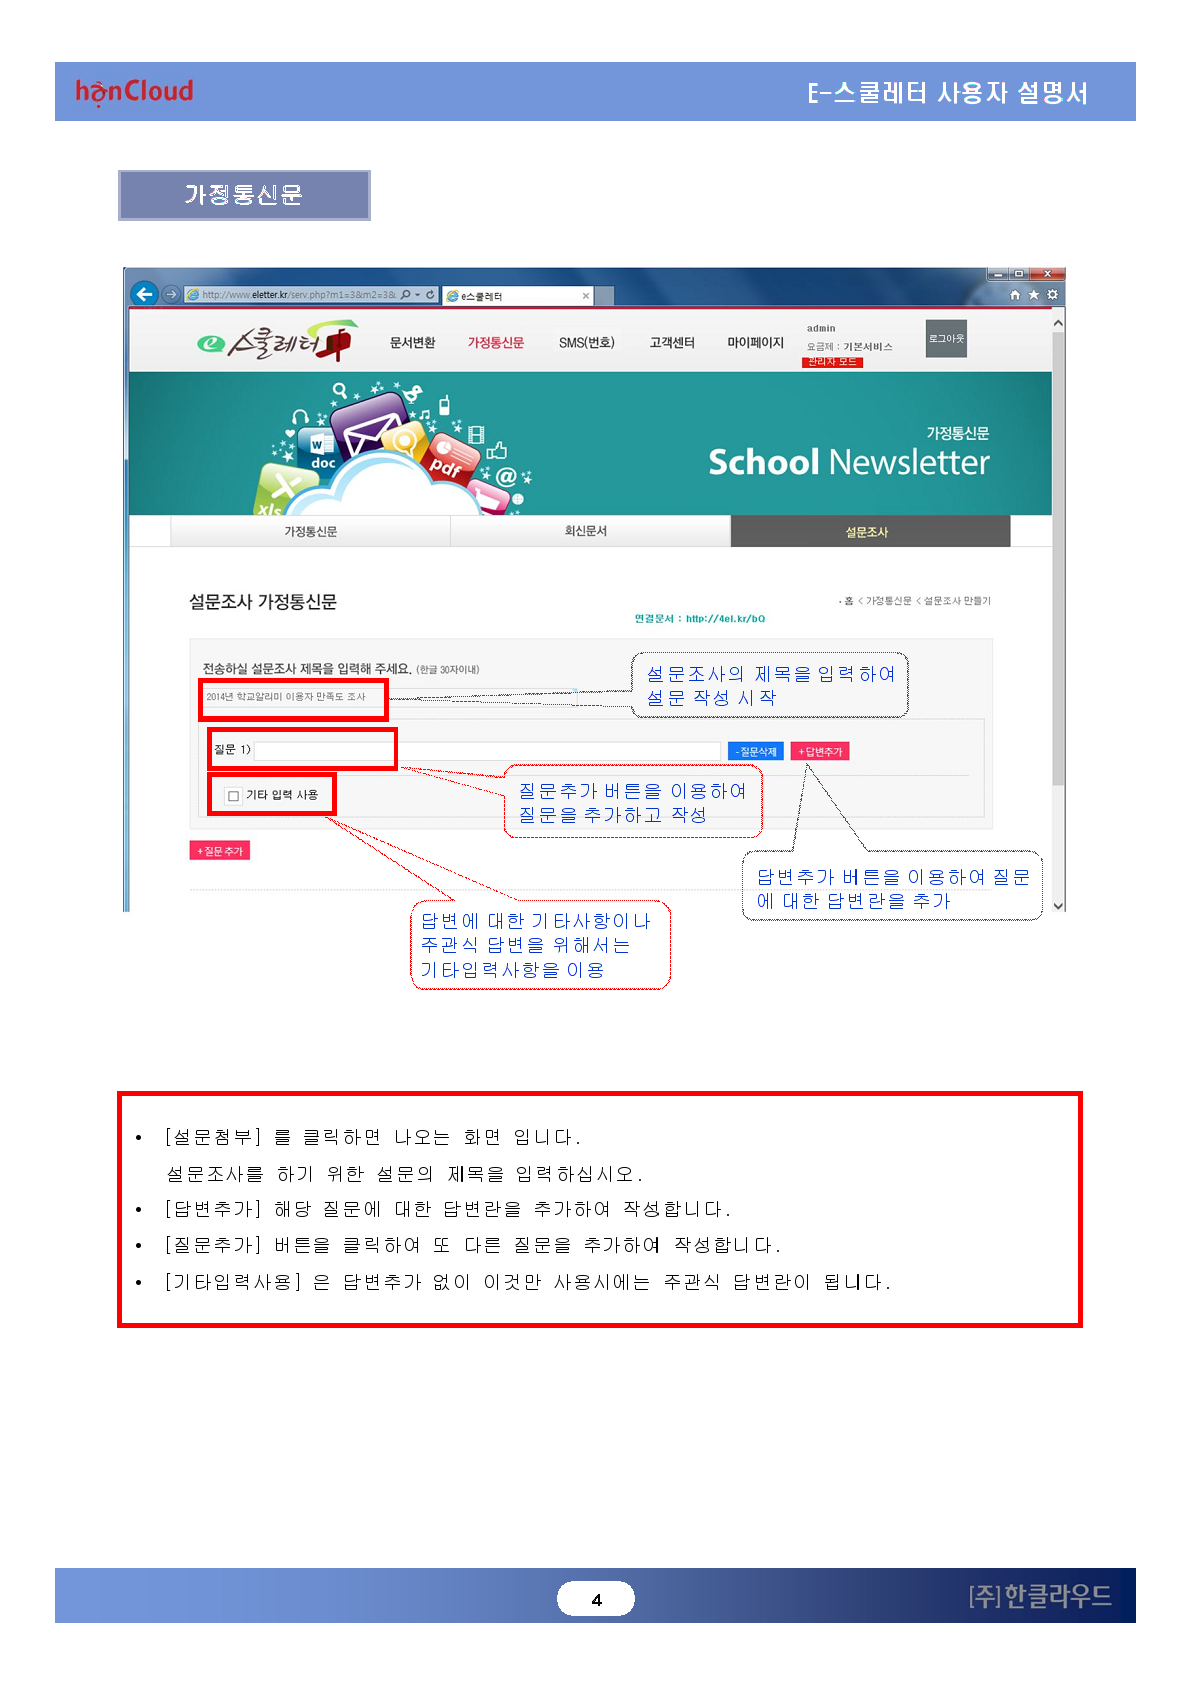 hanCloud
E-스쿨레터 사용자 설명서
가정통신문
http://www.eletter.kr/serv.php?m1=3&m2=3&
e스쿨레터
e 스쿨레터
문서변환 가정통신문 SMS(번호) 고객센터 마이페이지
admin
요금제 : 기본서비스
관리자 모드
로그아웃
doc
pdf
xls
가정통신문
School Newsletter
가정통신문 회신문서 설문조사
설문조사 가정통신문
· 홈 < 가정통신문 < 설문조사 만들기
연결문서 : http://4el.kr/bQ
전송하실 설문조사 제목을 입력해 주세요. (한글 30자이내)
2014년 학교알리미 이용자 만족도 조사
설문조사의 제목을 입력하여
설문 작성 시작
질문 1)
-질문삭제 +답변추가
기타 입력 사용
질문추가 버튼을 이용하여
질문을 추가하고 작성
+질문 추가
답변추가 버튼을 이용하여 질문
에 대한 답변란을 추가
답변에 대한 기타사항이나
주관식 답변을 위해서는
기타입력사항을 이용
• [설문첨부] 를 클릭하면 나오는 화면 입니다.
설문조사를 하기 위한 설문의 제목을 입력하십시오.
• [답변추가] 해당 질문에 대한 답변란을 추가하여 작성합니다.
• [질문추가] 버튼을 클릭하여 또 다른 질문을 추가하여 작성합니다.
• [기타입력사용] 은 답변추가 없이 이것만 사용시에는 주관식 답변란이 됩니다.
4
[주]한클라우드